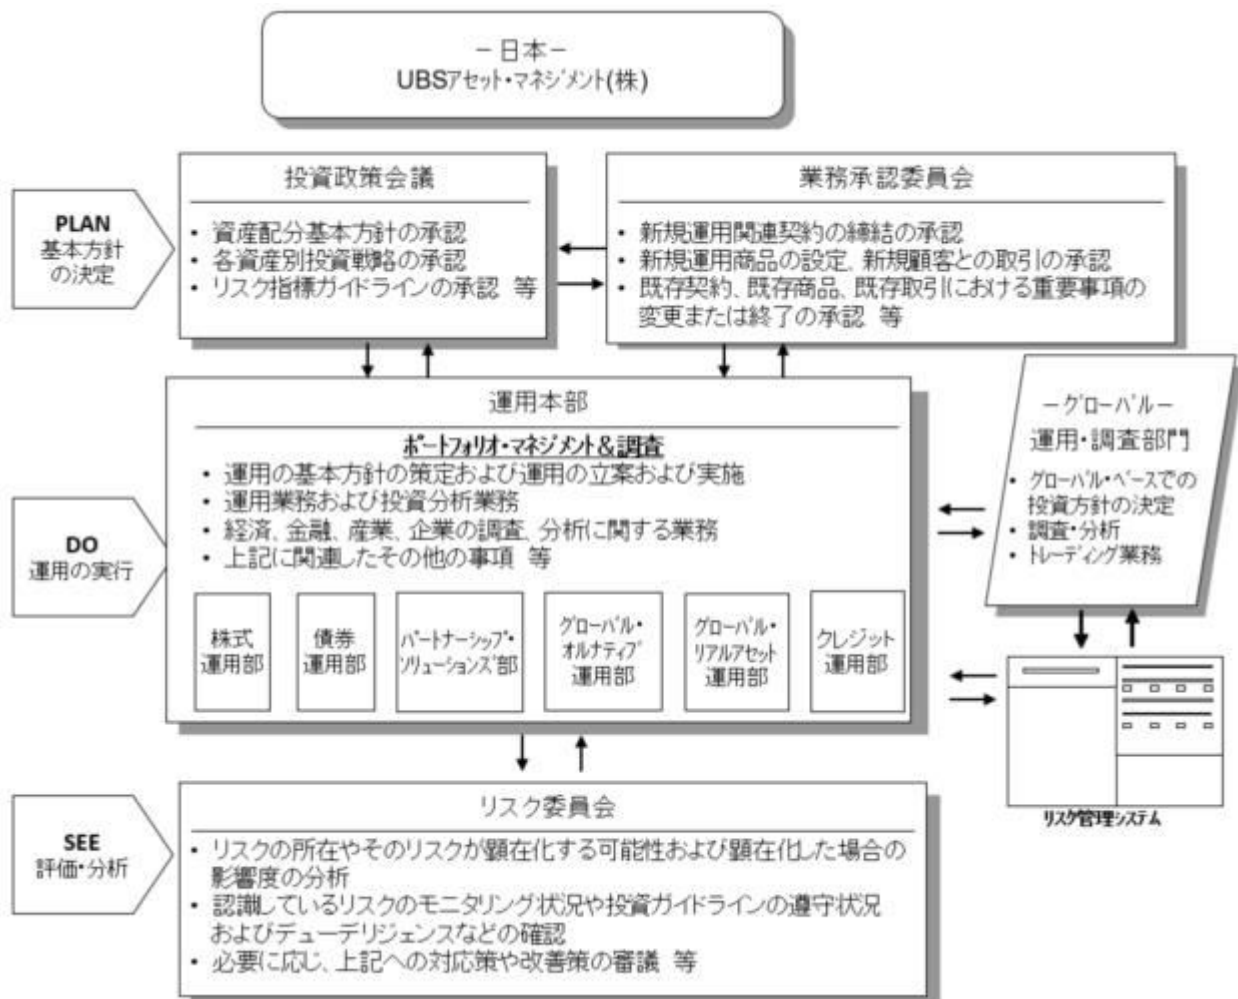 －日本－
UBSアセット・マネジメント(株)
PLAN
基本方針
の決定
投資政策会議
・ 資産配分基本方針の承認
・ 各資産別投資戦略の承認
・ リスク指標ガイドラインの承認 等
業務承認委員会
・ 新規運用関連契約の締結の承認
・ 新規運用商品の設定、新規顧客との取引の承認
・ 既存契約、既存商品、既存取引における重要事項の
変更または終了の承認 等
DO
運用の実行
運用本部
ポートフォリオ・マネジメント＆調査
・ 運用の基本方針の策定および運用の立案および実施
・ 運用業務および投資分析業務
・ 経済、金融、産業、企業の調査、分析に関する業務
・ 上記に関連したその他の事項 等
株式
運用部
債券
運用部
パートナーシップ・
ソリューションズ部
グローバル・
オルナティブ
運用部
グローバル・
リアルアセット
運用部
クレジット
運用部
－グローバル－
運用・調査部門
・ グローバル・ベースでの
投資方針の決定
・ 調査・分析
・ トレーディング業務
リスク管理システム
SEE
評価・分析
リスク委員会
・ リスクの所在やそのリスクが顕在化する可能性および顕在化した場合の
影響度の分析
・ 認識しているリスクのモニタリング状況や投資ガイドラインの遵守状況
およびデューデリジェンスなどの確認
・ 必要に応じ、上記への対応策や改善策の審議 等